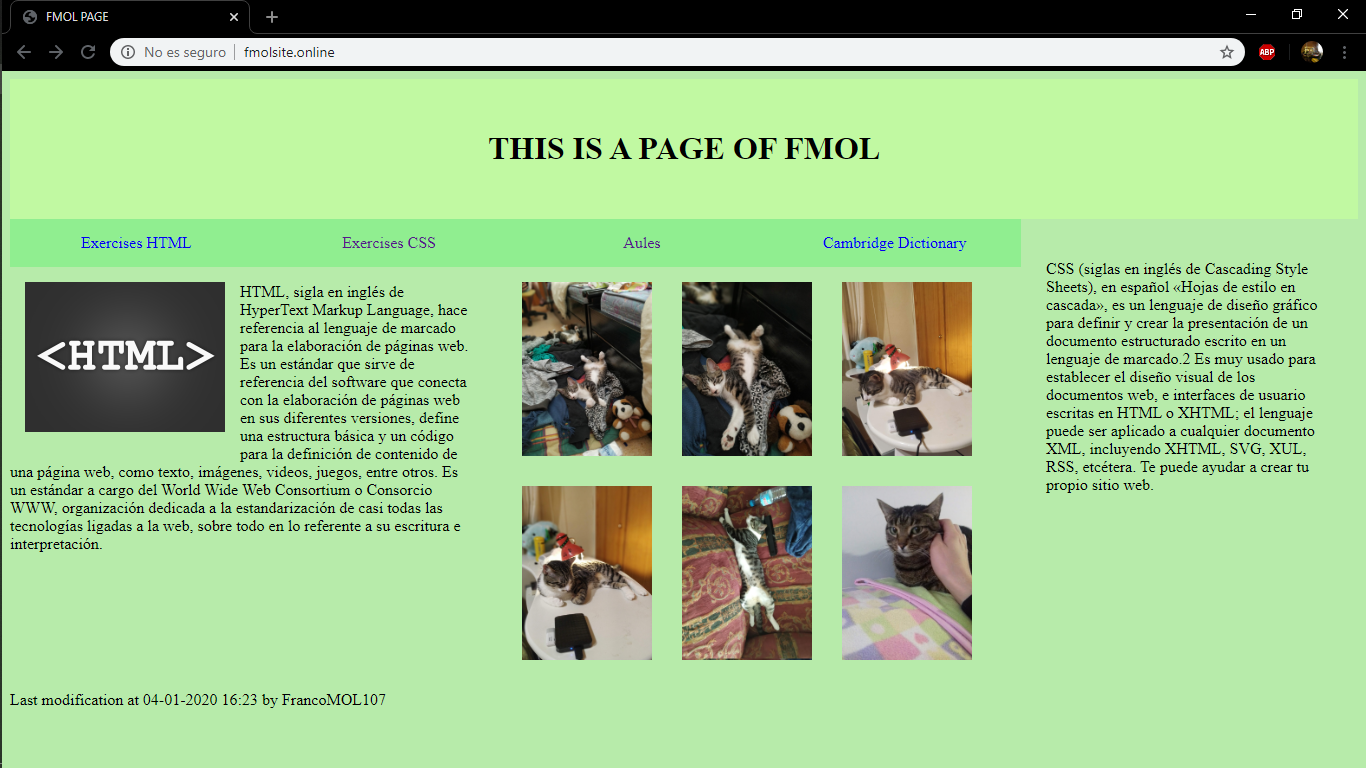 FMOL PAGE
No es seguro
fmolsite.online
ABP
THIS IS A PAGE OF FMOL
Exercises HTML
Exercises CSS
Aules
Cambridge Dictionary
<HTML>
HTML, sigla en inglés de
HyperText Markup Language, hace
referencia al lenguaje de marcado
para la elaboración de páginas web.
Es un estándar que sirve de
referencia del software que conecta
con la elaboración de páginas web
en sus diferentes versiones, define
una estructura básica y un código
para la definición de contenido de
una página web, como texto, imágenes, videos, juegos, entre otros. Es
un estándar a cargo del World Wide Web Consortium o Consorcio
WWW, organización dedicada a la estandarización de casi todas las
tecnologías ligadas a la web, sobre todo en lo referente a su escritura e
interpretación.
CSS (siglas en inglés de Cascading Style
Sheets), en español «Hojas de estilo en
cascada», es un lenguaje de diseño gráfico
para definir y crear la presentación de un
documento estructurado escrito en un
lenguaje de marcado.2 Es muy usado para
establecer el diseño visual de los
documentos web, e interfaces de usuario
escritas en HTML o XHTML; el lenguaje
puede ser aplicado a cualquier documento
XML, incluyendo XHTML, SVG, XUL,
RSS, etcétera. Te puede ayudar a crear tu
propio sitio web.
Last modification at 04-01-2020 16:23 by FrancoMOL107